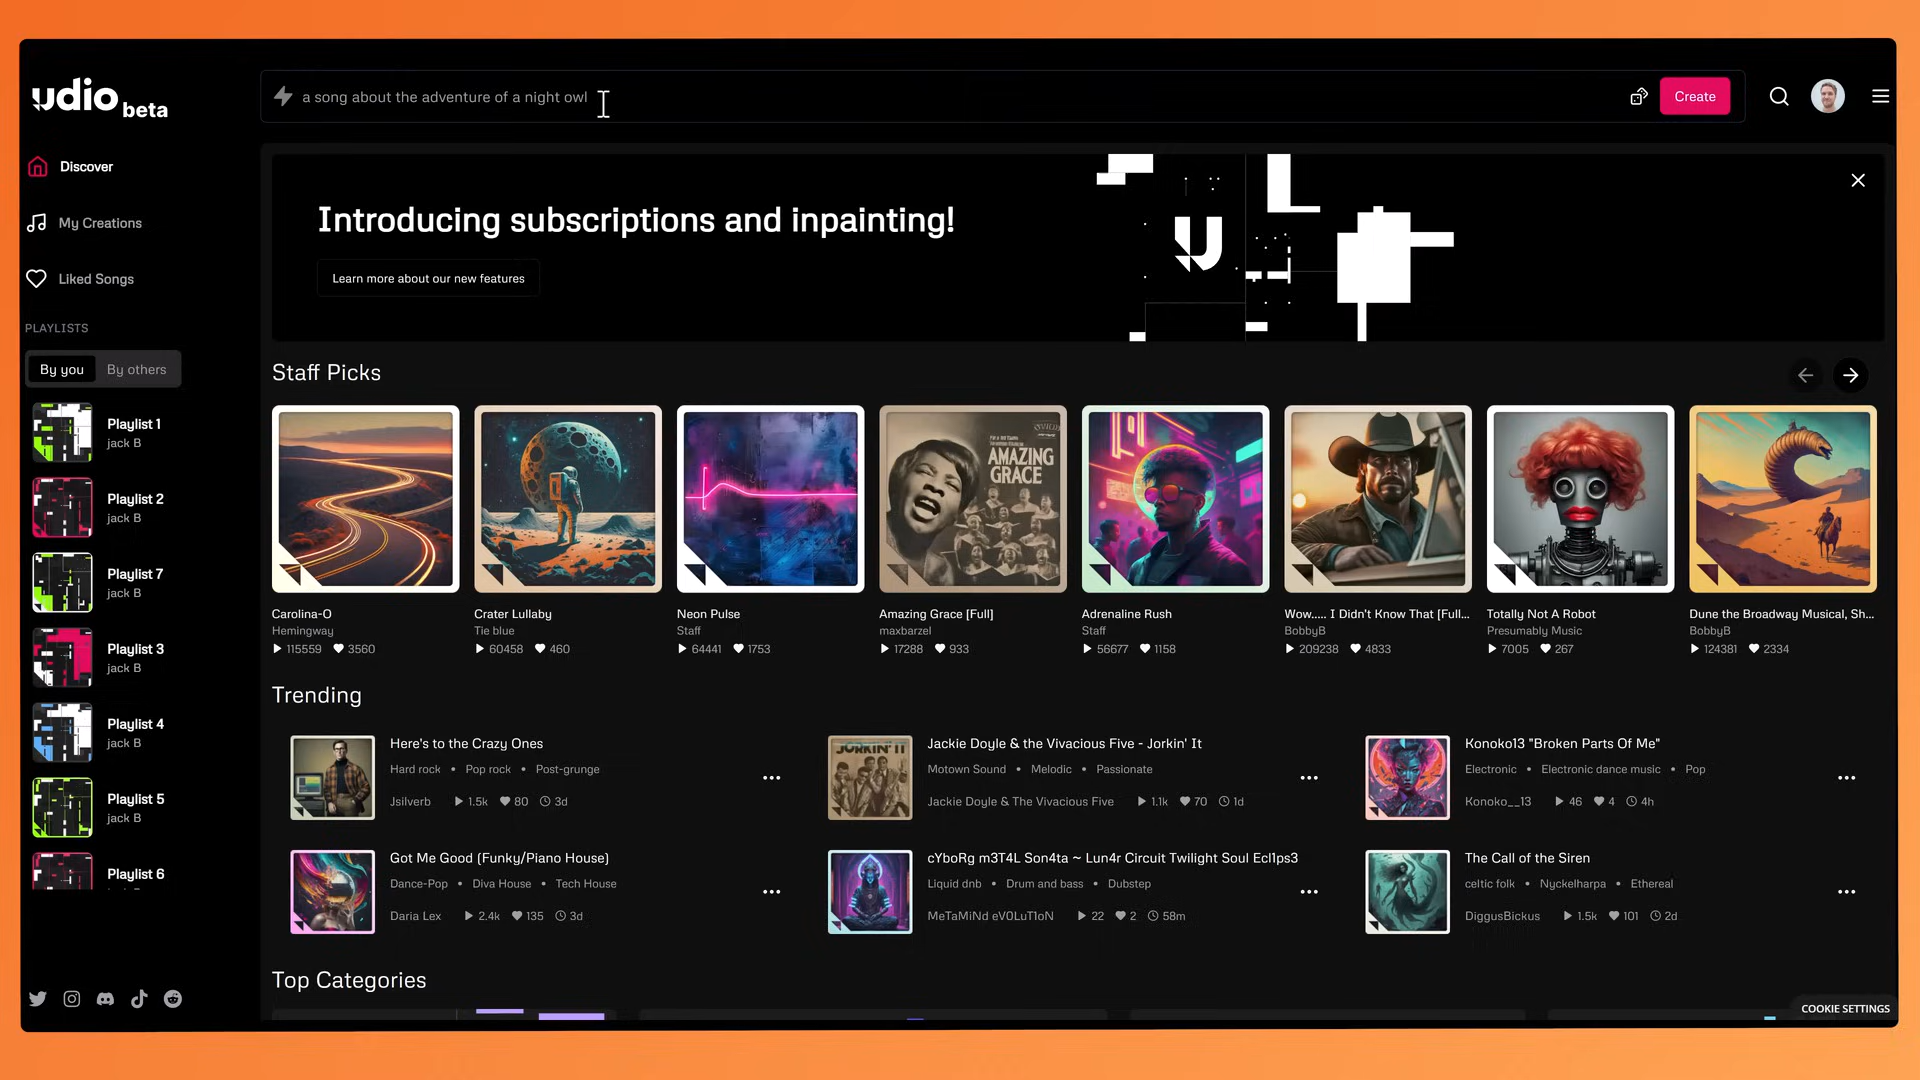 udio beta
a song about the adventure of a night owl
Create
Discover
My Creations
Liked Songs
PLAYLISTS
By you
By others
Playlist 1
jack B
Playlist 2
jack B
Playlist 7
jack B
Playlist 3
jack B
Playlist 4
jack B
Playlist 5
jack B
Playlist 6
Introducing subscriptions and inpainting!
Learn more about our new features
Staff Picks
AMAZING
GRACE
Carolina-O
Hemingway
115559 3560
Crater Lullaby
Tie blue
60458 460
Neon Pulse
Staff
64441 1753
Amazing Grace [Full]
maxbarzel
17288 933
Adrenaline Rush
Staff
56677 1158
Wow..... I Didn't Know That [Full...
BobbyB
209238 4833
Totally Not A Robot
Presumably Music
7005 267
Dune the Broadway Musical, Sh...
BobbyB
124381 2334
Trending
Here's to the Crazy Ones
Hard rock • Pop rock • Post-grunge
Jsilverb 1.5k 80 3d
JORKIN' IT
Jackie Doyle & the Vivacious Five - Jorkin' It
Motown Sound • Melodic • Passionate
Jackie Doyle & The Vivacious Five 1.1k 70 1d
Konoko13 "Broken Parts Of Me"
Electronic • Electronic dance music • Pop
Konoko__13 46 4 4h
Got Me Good (Funky/Piano House)
Dance-Pop • Diva House • Tech House
Daria Lex 2.4k 135 3d
cYboRg m3T4L Son4ta ~ Lun4r Circuit Twilight Soul Ecl1ps3
Liquid dnb • Drum and bass • Dubstep
MeTaMiNd eV0LuT1oN 22 2 58m
The Call of the Siren
celtic folk • Nyckelharpa • Ethereal
DiggusBickus 1.5k 101 2d
Top Categories
COOKIE SETTINGS